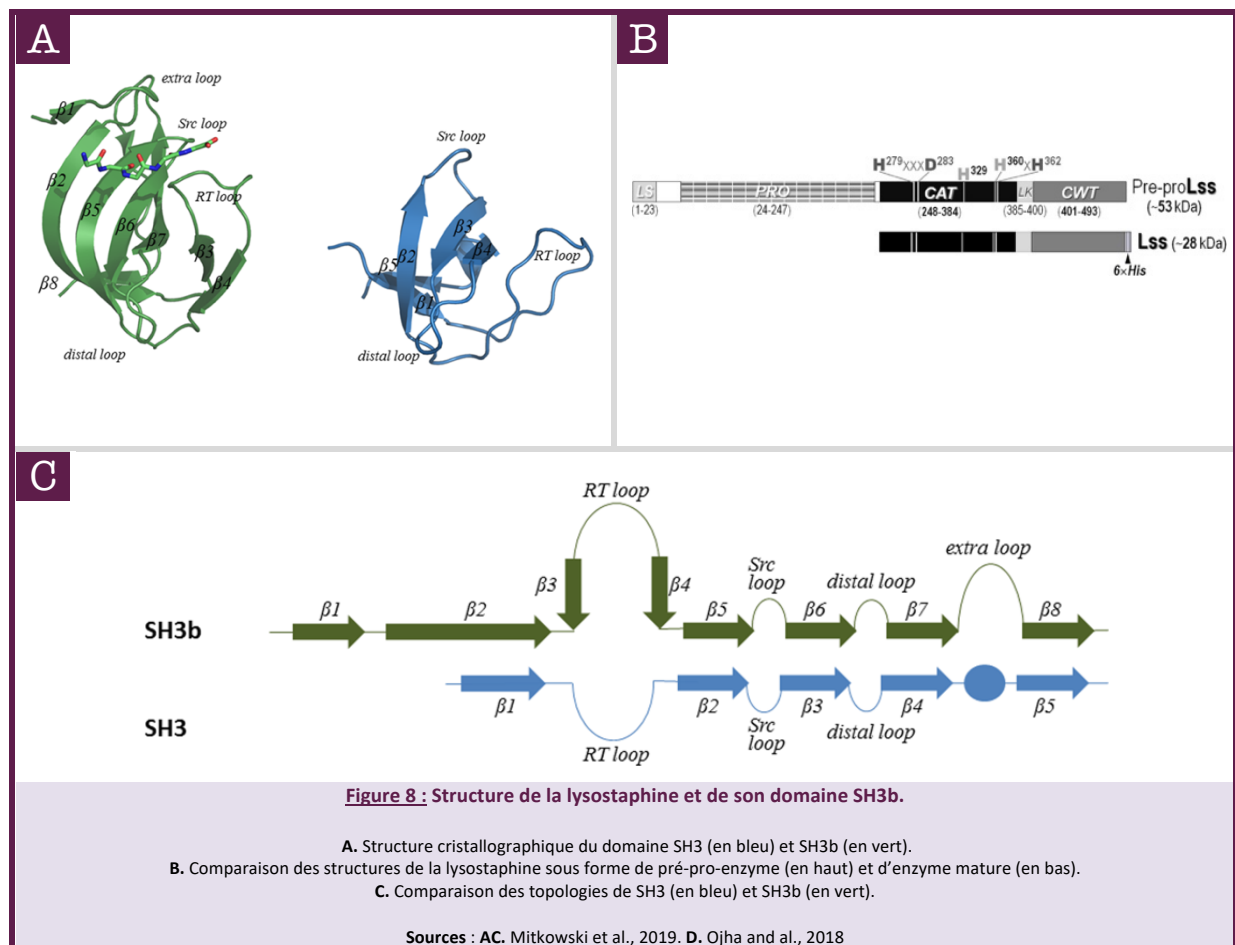 A
extra loop
β1
Src loop
β2
RT loop
β5
β6
β7
β3
β4
β8
distal loop
Src loop
β3
β4
RT loop
β5
β2
β1
distal loop
B
H279XXXD283
H329
H360XH362
LS
PRO
CAT
LK
CWT
Pre-proLss
(~53 kDa)
(1-23)
(24-247)
(248-384)
(385-400)
(401-493)
Lss (~28 kDa)
6×His
C
RT loop
β3
β4
Src
loop
distal loop
extra loop
SH3b
β1
β2
β5
β6
β7
β8
SH3
β1
β2
β3
β4
β5
RT loop
Src
loop
distal loop
Figure 8 : Structure de la lysostaphine et de son domaine SH3b.
A. Structure cristallographique du domaine SH3 (en bleu) et SH3b (en vert).
B. Comparaison des structures de la lysostaphine sous forme de pré-pro-enzyme (en haut) et d'enzyme mature (en bas).
C. Comparaison des topologies de SH3 (en bleu) et SH3b (en vert).
Sources : AC. Mitkowski et al., 2019. D. Ojha and al., 2018